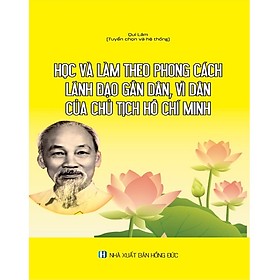 Quí Lâm
(Tuyển chọn và hệ thống)
HỌC VÀ LÀM THEO PHONG CÁCH
LÃNH ĐẠO GẦN DÂN, VÌ DÂN
CỦA CHỦ TỊCH HỒ CHÍ MINH
NHÀ XUẤT BẢN HỒNG ĐỨC